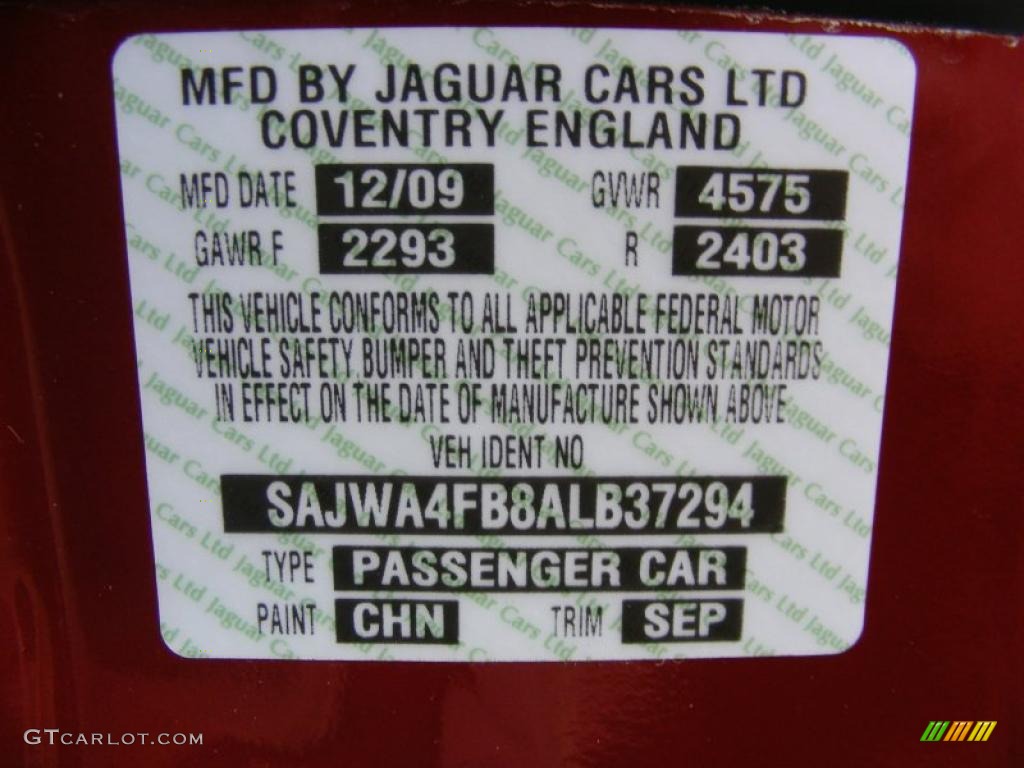 MFD BY JAGUAR CARS LTD
COVENTRY ENGLAND
MFD DATE 12/09 GVWR 4575
GAWR F 2293 R 2403
THIS VEHICLE CONFORMS TO ALL APPLICABLE FEDERAL MOTOR
VEHICLE SAFETY, BUMPER AND THEFT PREVENTION STANDARDS
IN EFFECT ON THE DATE OF MANUFACTURE SHOWN ABOVE
VEH IDENT NO
SAJWA4FB8ALB37294
TYPE PASSENGER CAR
PAINT CHN TRIM SEP
GTCARLOT.COM